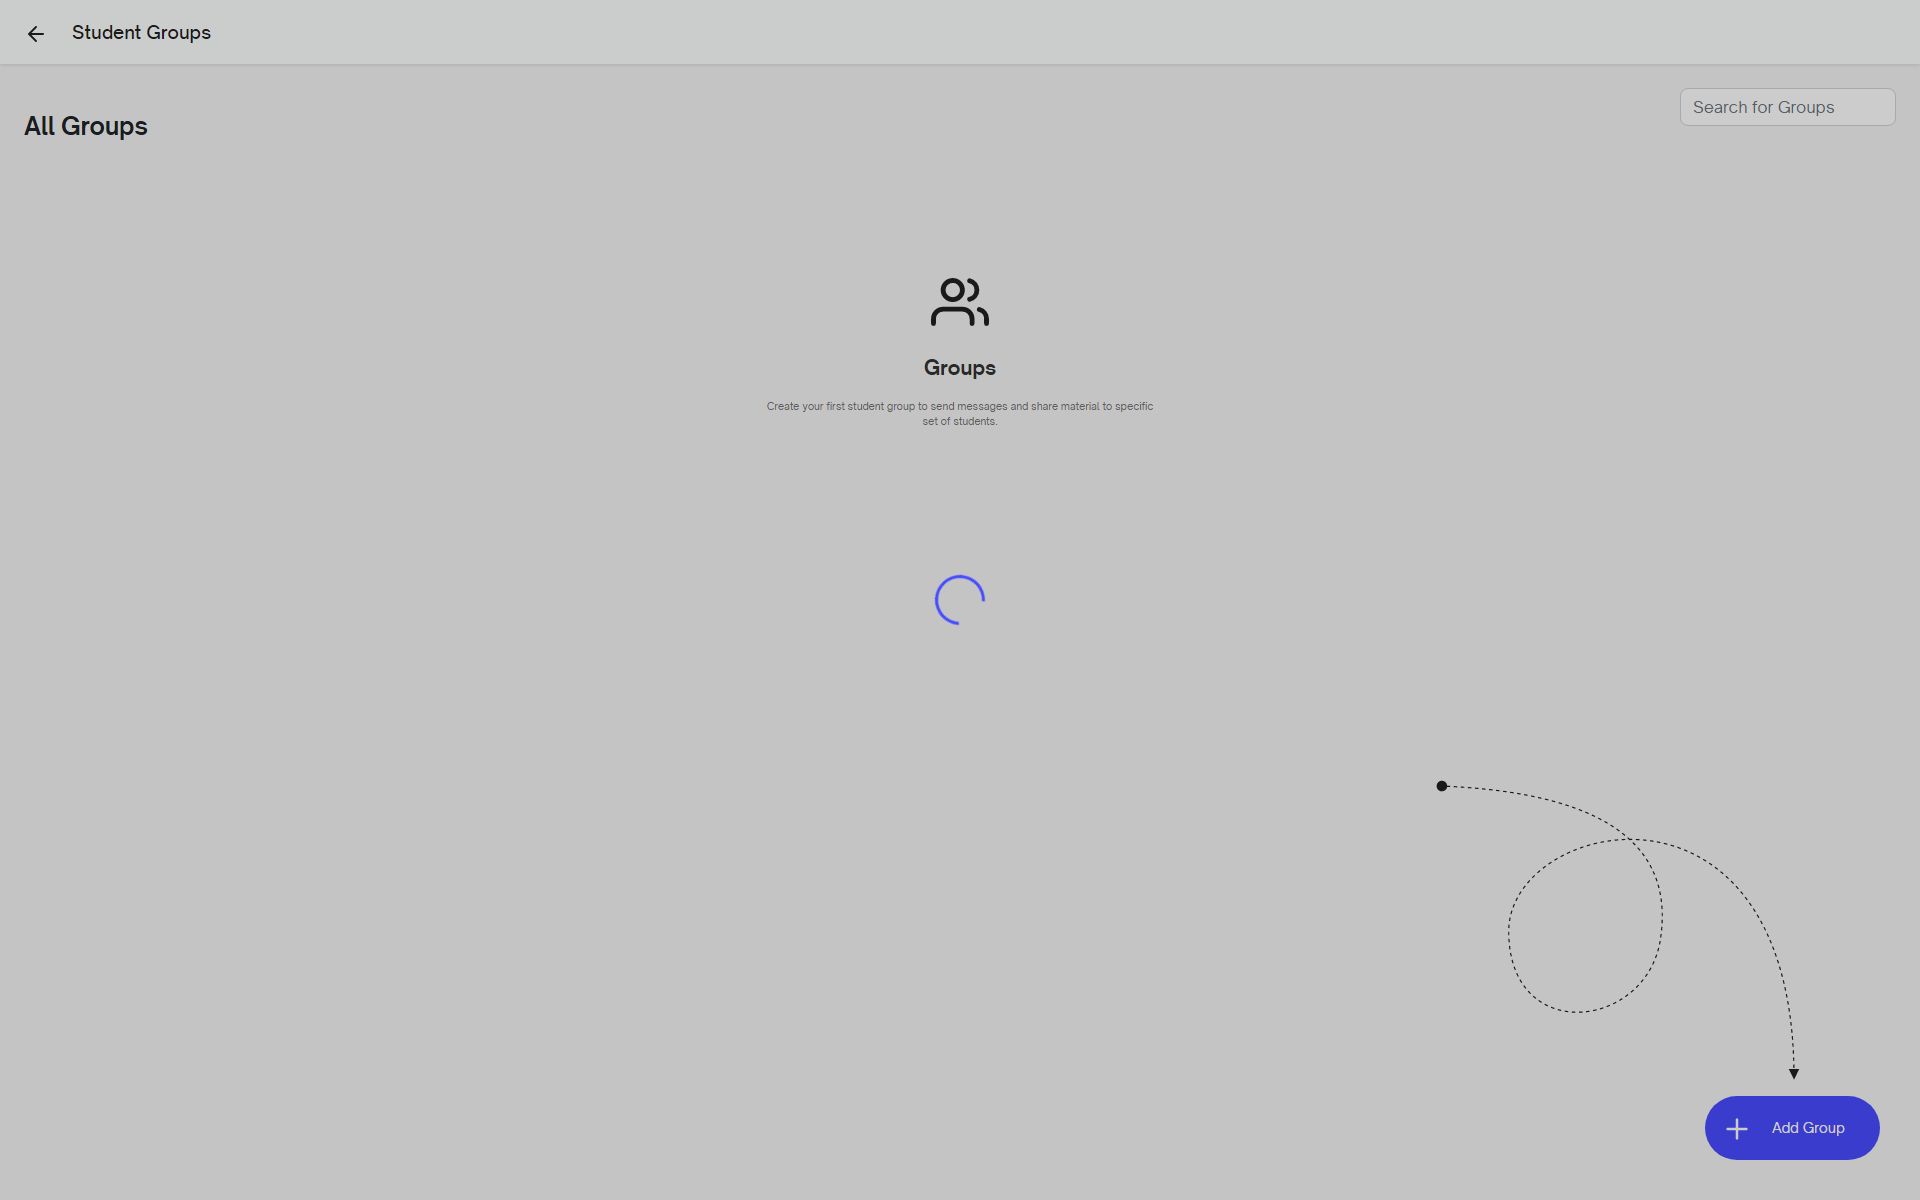 Student Groups
All Groups
Search for Groups
Groups
Create your first student group to send messages and share material to specific
set of students.
Add Group